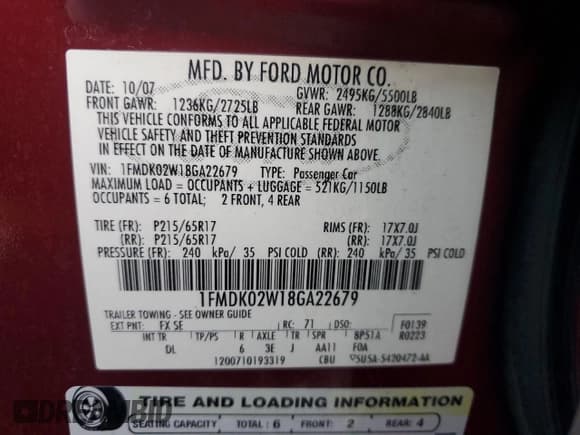 MFD. BY FORD MOTOR CO.
DATE: 10/07 GVWR: 2495KG/5500LB
FRONT GAWR: 1236KG/2725LB REAR GAWR: 1288KG/2840LB
THIS VEHICLE CONFORMS TO ALL APPLICABLE FEDERAL MOTOR
VEHICLE SAFETY AND THEFT PREVENTION STANDARDS
IN EFFECT ON THE DATE OF MANUFACTURE SHOWN ABOVE.
VIN: 1FMDK02W18GA22679 TYPE: Passenger Car
MAXIMUM LOAD = OCCUPANTS + LUGGAGE = 521KG/1150LB
OCCUPANTS = 6 TOTAL; 2 FRONT, 4 REAR
TIRE (FR): P215/65R17 RIMS (FR): 17X7.0J
(RR): P215/65R17 (RR): 17X7.0J
PRESSURE (FR): 240 kPa/ 35 PSI COLD (RR): 240 kPa/ 35 PSI COLD
1FMDK02W18GA22679
TRAILER TOWING - SEE OWNER GUIDE
EXT PNT: FX SE RC: 71 DSO: F0139
INT TR TP/PS R AXLE TR SPR 8P51A R0223
DL 6 3E J AA11 F0A
1200710193319 CBU 5USA-5420472-AA
TIRE AND LOADING INFORMATION
SEATING CAPACITY TOTAL: 6 FRONT: 2 REAR: 4
DREAMBID